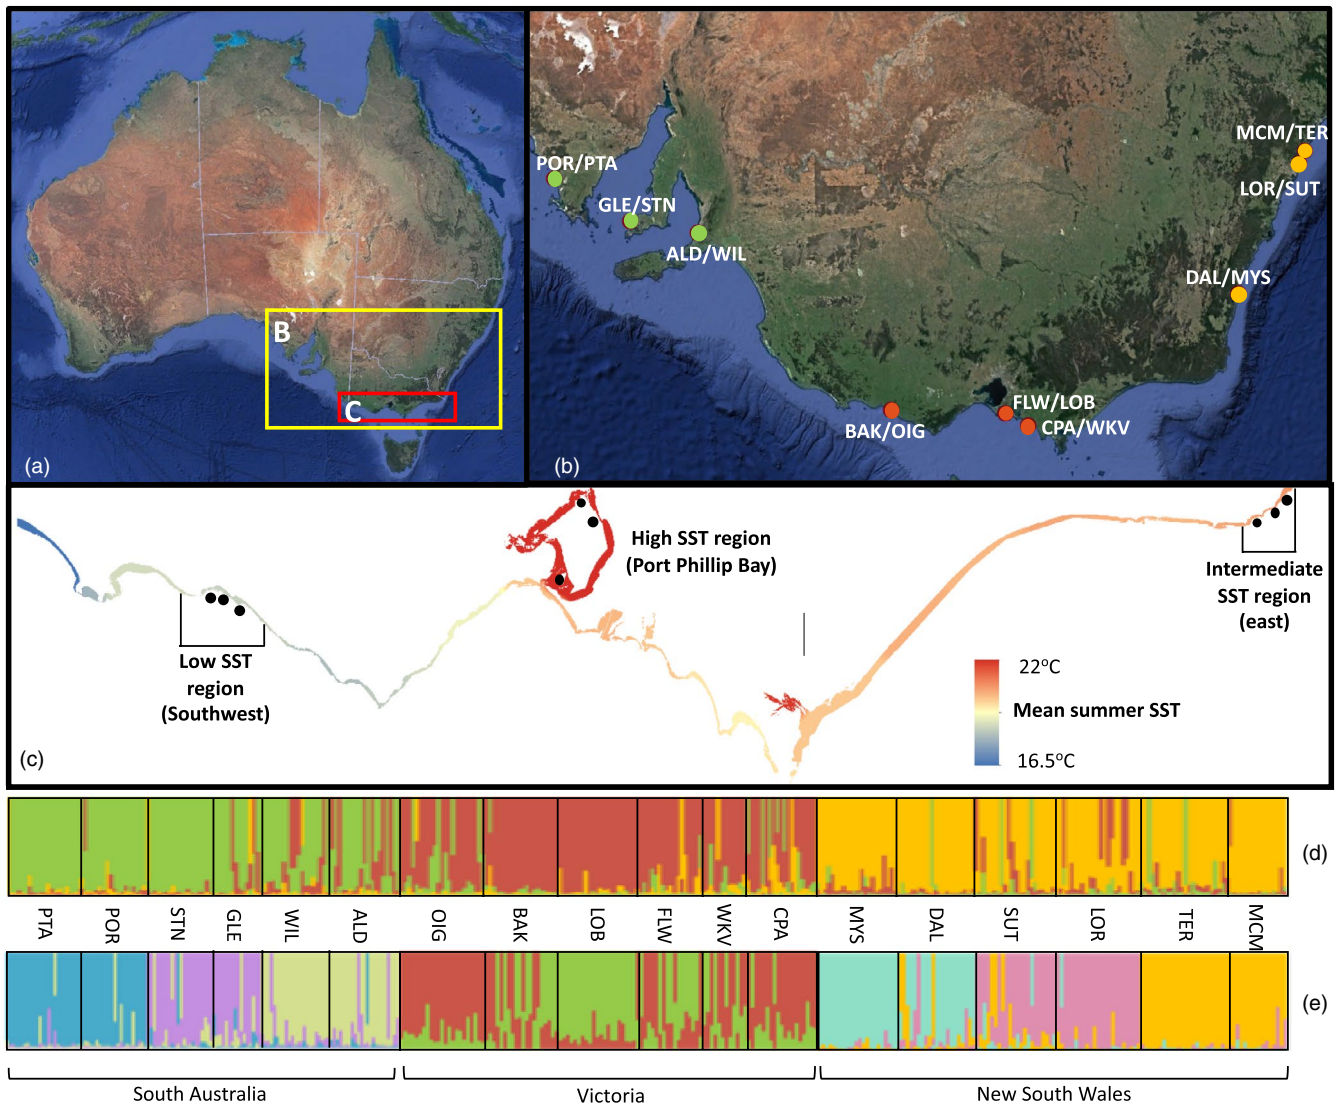 B
C
(a)
POR/PTA
GLE/STN
ALD/WIL
MCM/TER
LOR/SUT
DAL/MYS
FLW/LOB
CPA/WKV
BAK/OIG
(b)
High SST region
(Port Phillip Bay)
Low SST
region
(Southwest)
Intermediate
SST region
(east)
22°C
Mean summer SST
16.5°C
(c)
(d)
PTA
POR
STN
GLE
WIL
ALD
OIG
BAK
LOB
FLW
WKV
CPA
MYS
DAL
SUT
LOR
TER
MCM
(e)
South Australia
Victoria
New South Wales